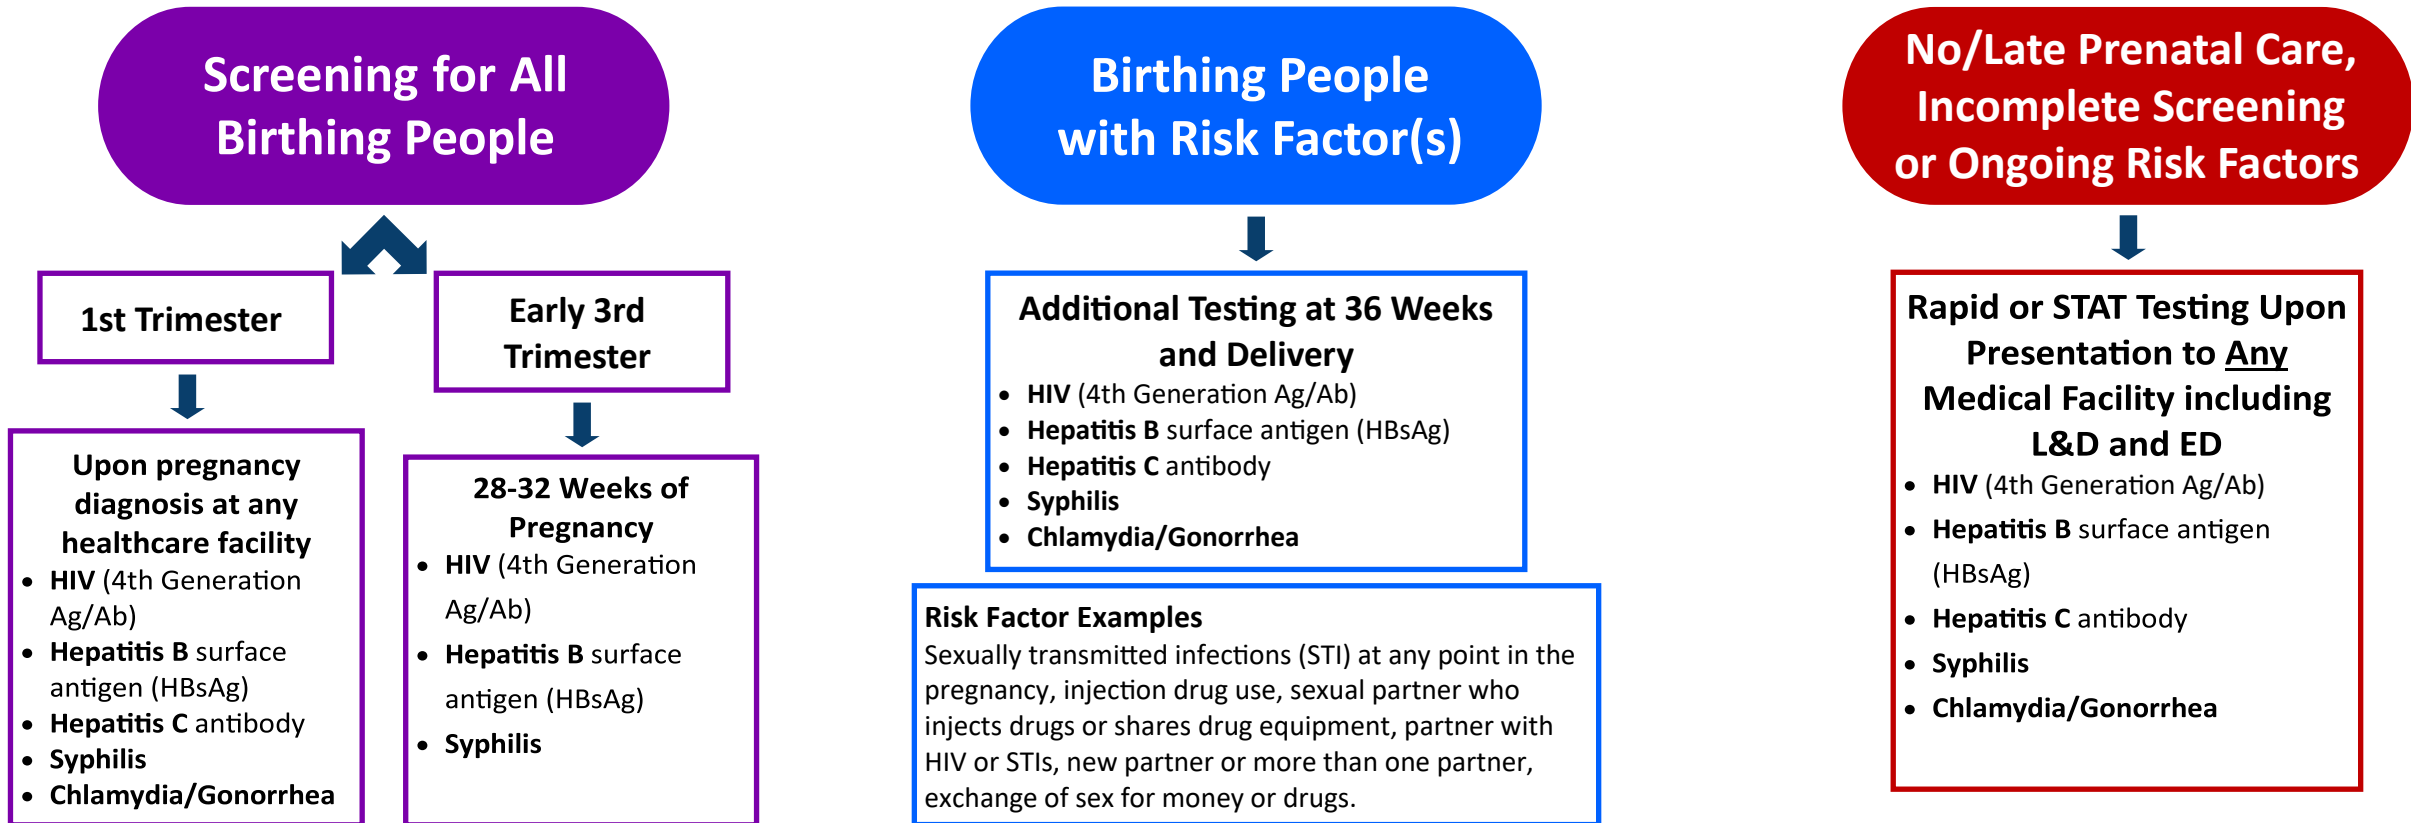 Screening for All
Birthing People
1st Trimester
Upon pregnancy
diagnosis at any
healthcare facility
• HIV (4th Generation
Ag/Ab)
• Hepatitis B surface
antigen (HBsAg)
• Hepatitis C antibody
• Syphilis
• Chlamydia/Gonorrhea
Early 3rd
Trimester
28-32 Weeks of
Pregnancy
• HIV (4th Generation
Ag/Ab)
• Hepatitis B surface
antigen (HBsAg)
• Syphilis
Birthing People
with Risk Factor(s)
Additional Testing at 36 Weeks
and Delivery
• HIV (4th Generation Ag/Ab)
• Hepatitis B surface antigen (HBsAg)
• Hepatitis C antibody
• Syphilis
• Chlamydia/Gonorrhea
Risk Factor Examples
Sexually transmitted infections (STI) at any point in the
pregnancy, injection drug use, sexual partner who
injects drugs or shares drug equipment, partner with
HIV or STIs, new partner or more than one partner,
exchange of sex for money or drugs.
No/Late Prenatal Care,
Incomplete Screening
or Ongoing Risk Factors
Rapid or STAT Testing Upon
Presentation to Any
Medical Facility including
L&D and ED
• HIV (4th Generation Ag/Ab)
• Hepatitis B surface antigen
(HBsAg)
• Hepatitis C antibody
• Syphilis
• Chlamydia/Gonorrhea